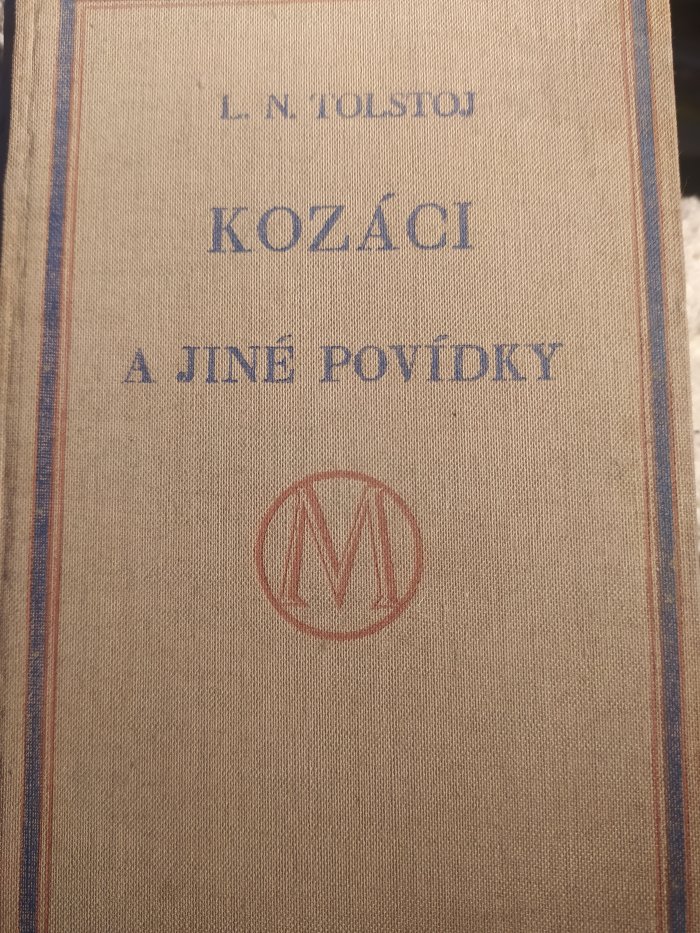 L. N. TOLSTOJ
KOZÁCI
A JINÉ POVÍDKY
M